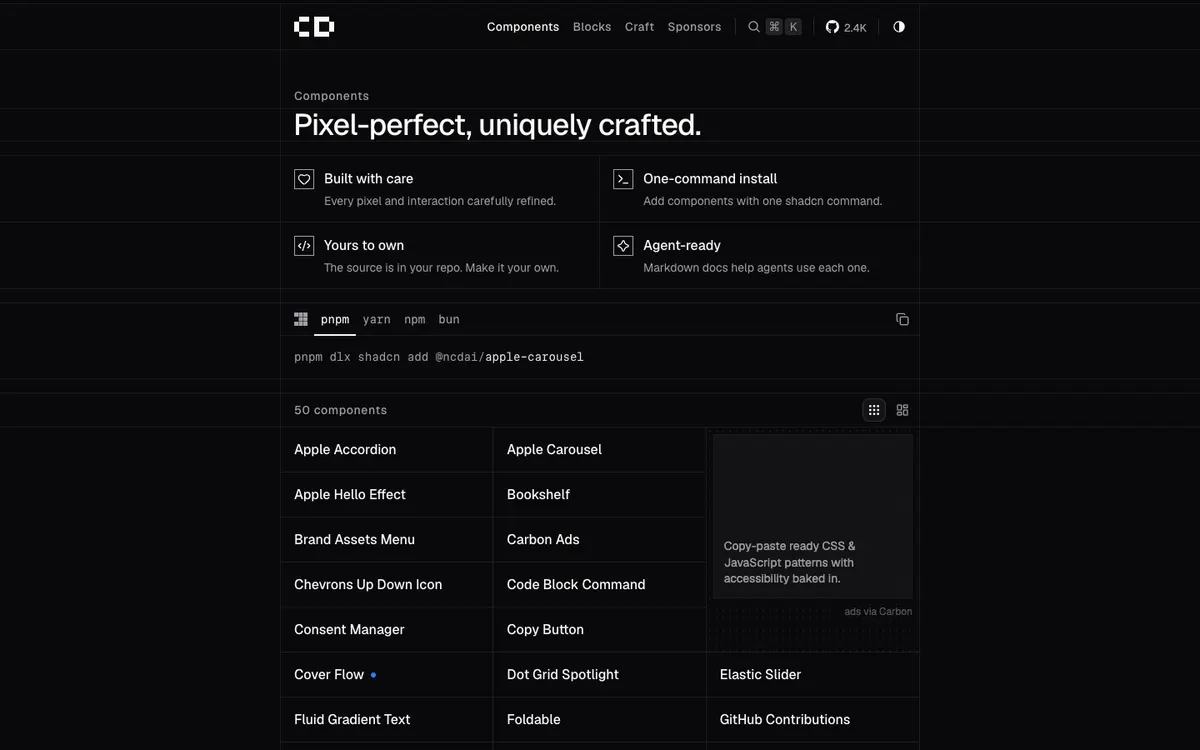 CD
Components Blocks Craft Sponsors ⌘ K 2.4K
Components
Pixel-perfect, uniquely crafted.
Built with care
Every pixel and interaction carefully refined.
One-command install
Add components with one shadcn command.
Yours to own
The source is in your repo. Make it your own.
Agent-ready
Markdown docs help agents use each one.
pnpm yarn npm bun
pnpm dlx shadcn add @ncdai/apple-carousel
50 components
Apple Accordion
Apple Carousel
Apple Hello Effect
Bookshelf
Brand Assets Menu
Carbon Ads
Copy-paste ready CSS &
JavaScript patterns with
accessibility baked in.
ads via Carbon
Chevrons Up Down Icon
Code Block Command
Consent Manager
Copy Button
Cover Flow
Dot Grid Spotlight
Elastic Slider
Fluid Gradient Text
Foldable
GitHub Contributions